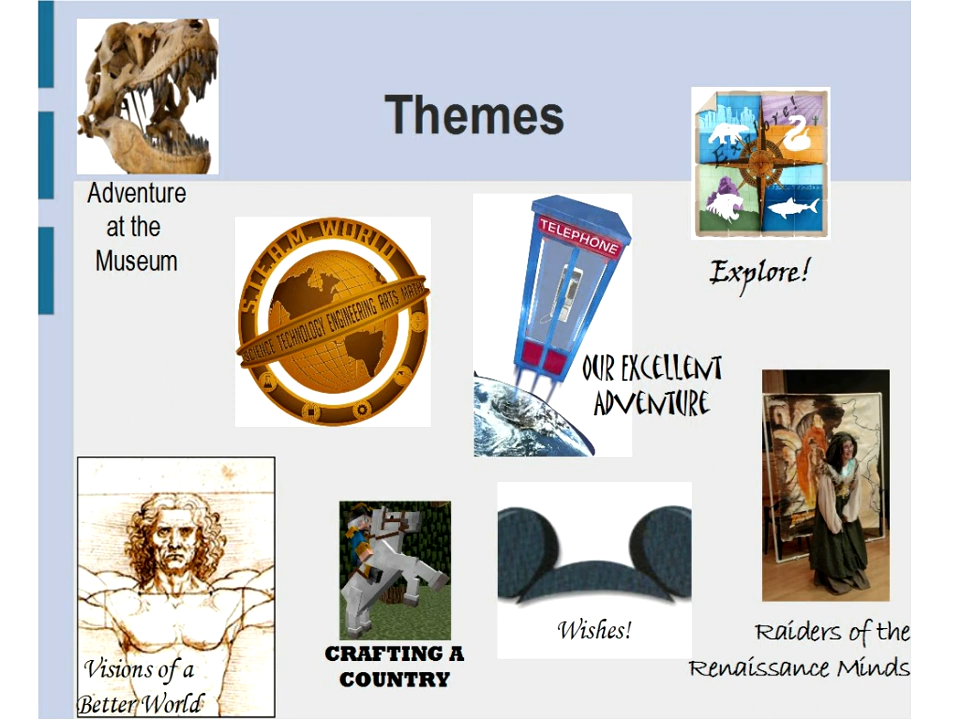 Themes
Adventure
at the
Museum
Explore!
Explore!
S.T.E.A.M. WORLD
SCIENCE TECHNOLOGY ENGINEERING ARTS MATH
TELEPHONE
OUR EXCELLENT
ADVENTURE
Visions of a
Better World
CRAFTING A
COUNTRY
Wishes!
Raiders of the
Renaissance Minds